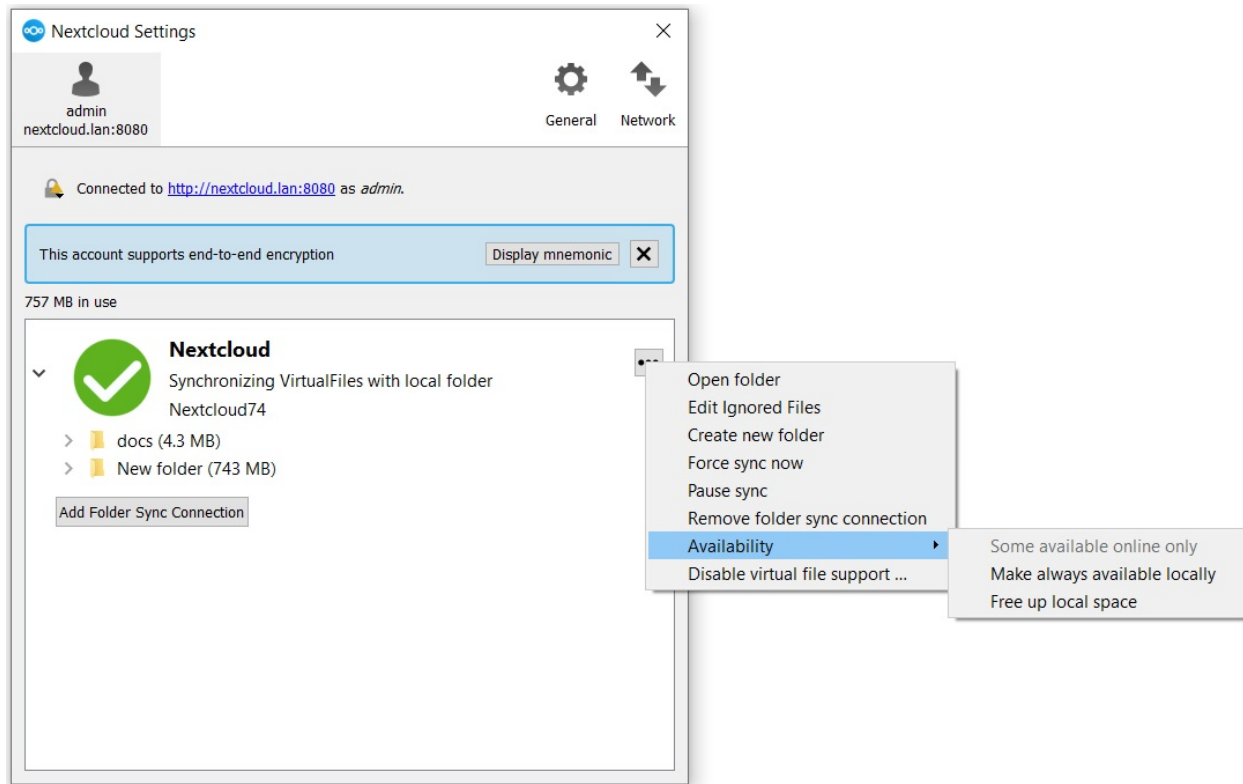 Nextcloud Settings
admin
nextcloud.lan:8080
General
Network
Connected to http://nextcloud.lan:8080 as admin.
This account supports end-to-end encryption
Display mnemonic
757 MB in use
Nextcloud
Synchronizing VirtualFiles with local folder
Nextcloud74
docs (4.3 MB)
New folder (743 MB)
Add Folder Sync Connection
Open folder
Edit Ignored Files
Create new folder
Force sync now
Pause sync
Remove folder sync connection
Availability
Disable virtual file support ...
Some available online only
Make always available locally
Free up local space